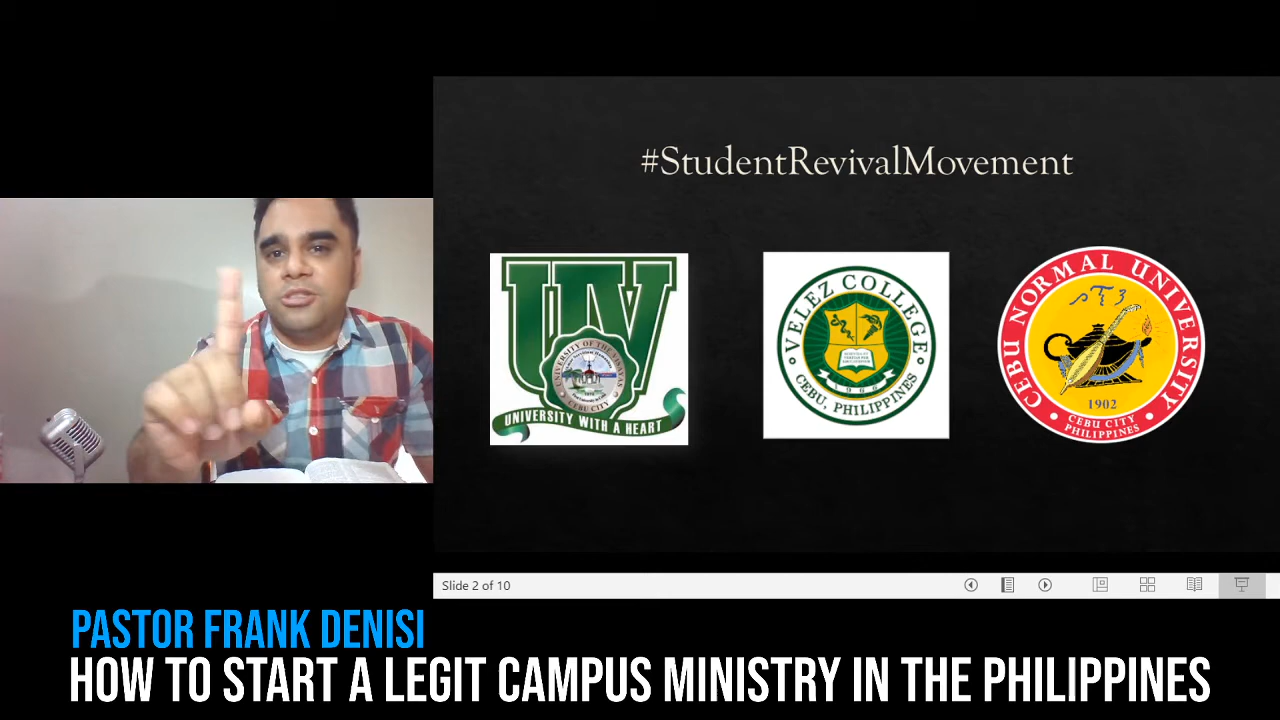 #StudentRevivalMovement
UV
UNIVERSITY OF THE VISAYAS
CEBU CITY
UNIVERSITY WITH A HEART
VELEZ COLLEGE
1966
CEBU, PHILIPPINES
CEBU NORMAL UNIVERSITY
1902
CEBU CITY
PHILIPPINES
Slide 2 of 10
PASTOR FRANK DENISI
HOW TO START A LEGIT CAMPUS MINISTRY IN THE PHILIPPINES